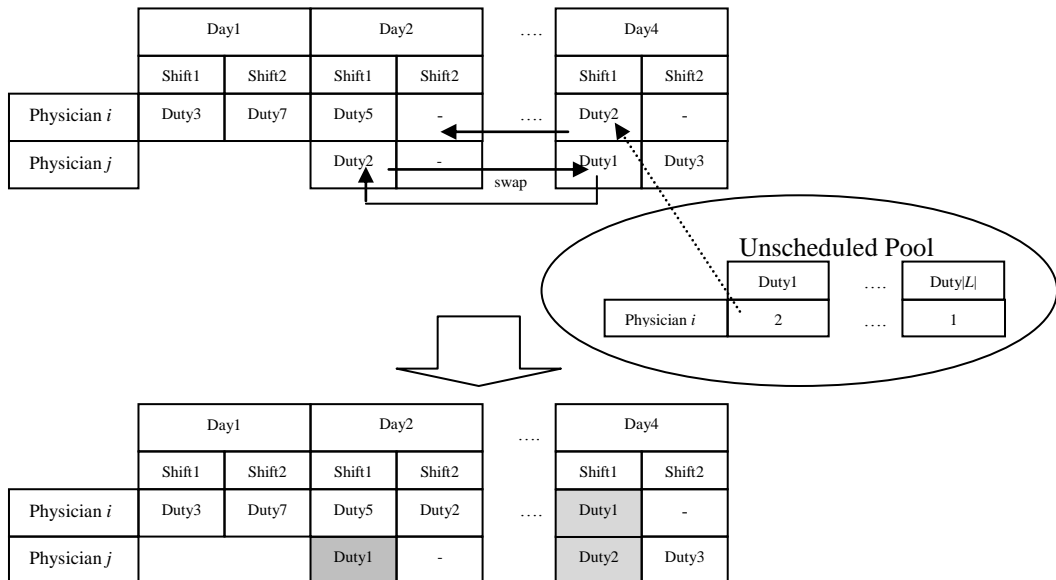 Day1 Day2 …. Day4
Shift1 Shift2 Shift1 Shift2 Shift1 Shift2
Physician i Duty3 Duty7 Duty5 - …. Duty2 -
Physician j Duty2 - Duty1 Duty3
swap
Unscheduled Pool
Duty1 …. Duty|L|
Physician i 2 …. 1
Day1 Day2 …. Day4
Shift1 Shift2 Shift1 Shift2 Shift1 Shift2
Physician i Duty3 Duty7 Duty5 Duty2 …. Duty1 -
Physician j Duty1 - Duty2 Duty3